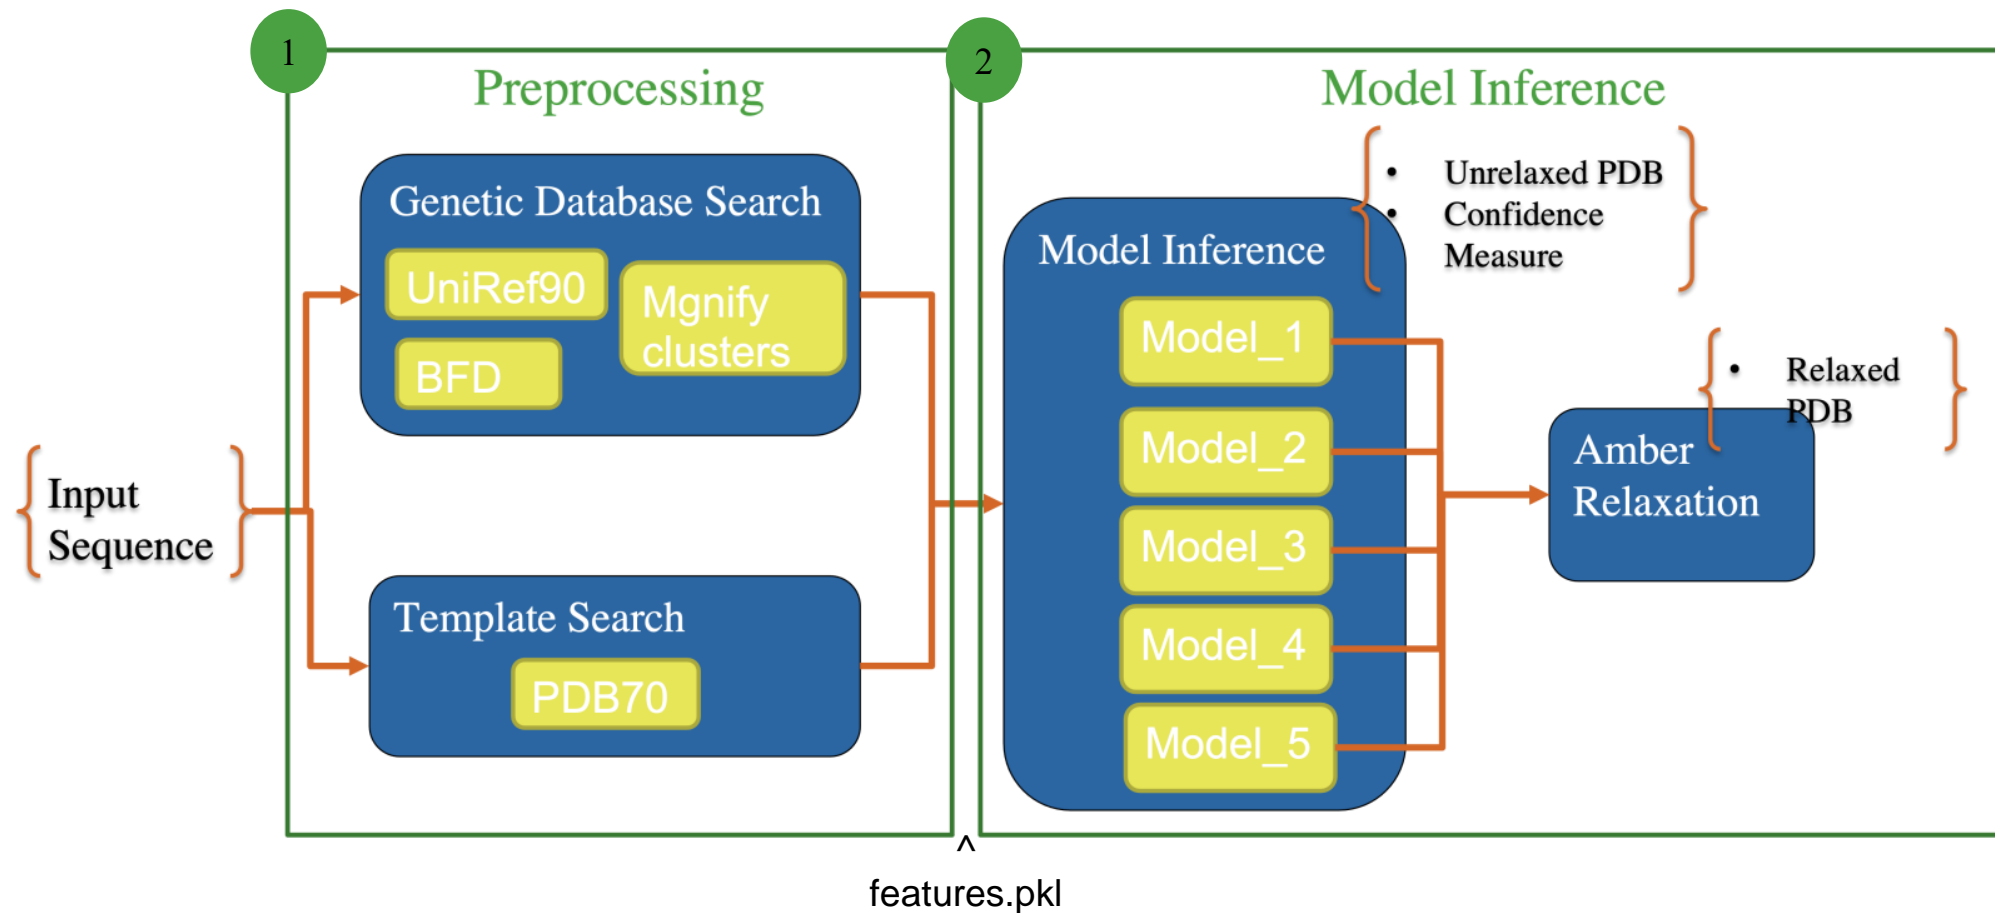 1
Preprocessing
Genetic Database Search
UniRef90
Mgnify
clusters
BFD
Input
Sequence
Template Search
PDB70
2
Model Inference
• Unrelaxed PDB
• Confidence
Measure
Model Inference
Model_1
Model_2
Model_3
Model_4
Model_5
• Relaxed
PDB
Amber
Relaxation
^
features.pkl